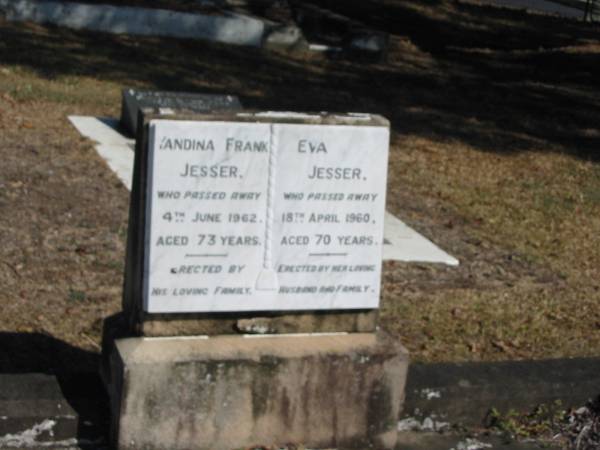 YANDINA FRANK
JESSER,
WHO PASSED AWAY
4TH JUNE 1962.
AGED 73 YEARS.
ERECTED BY
HIS LOVING FAMILY.
EVA
JESSER,
WHO PASSED AWAY
18TH APRIL 1960,
AGED 70 YEARS.
ERECTED BY HER LOVING
HUSBAND AND FAMILY.